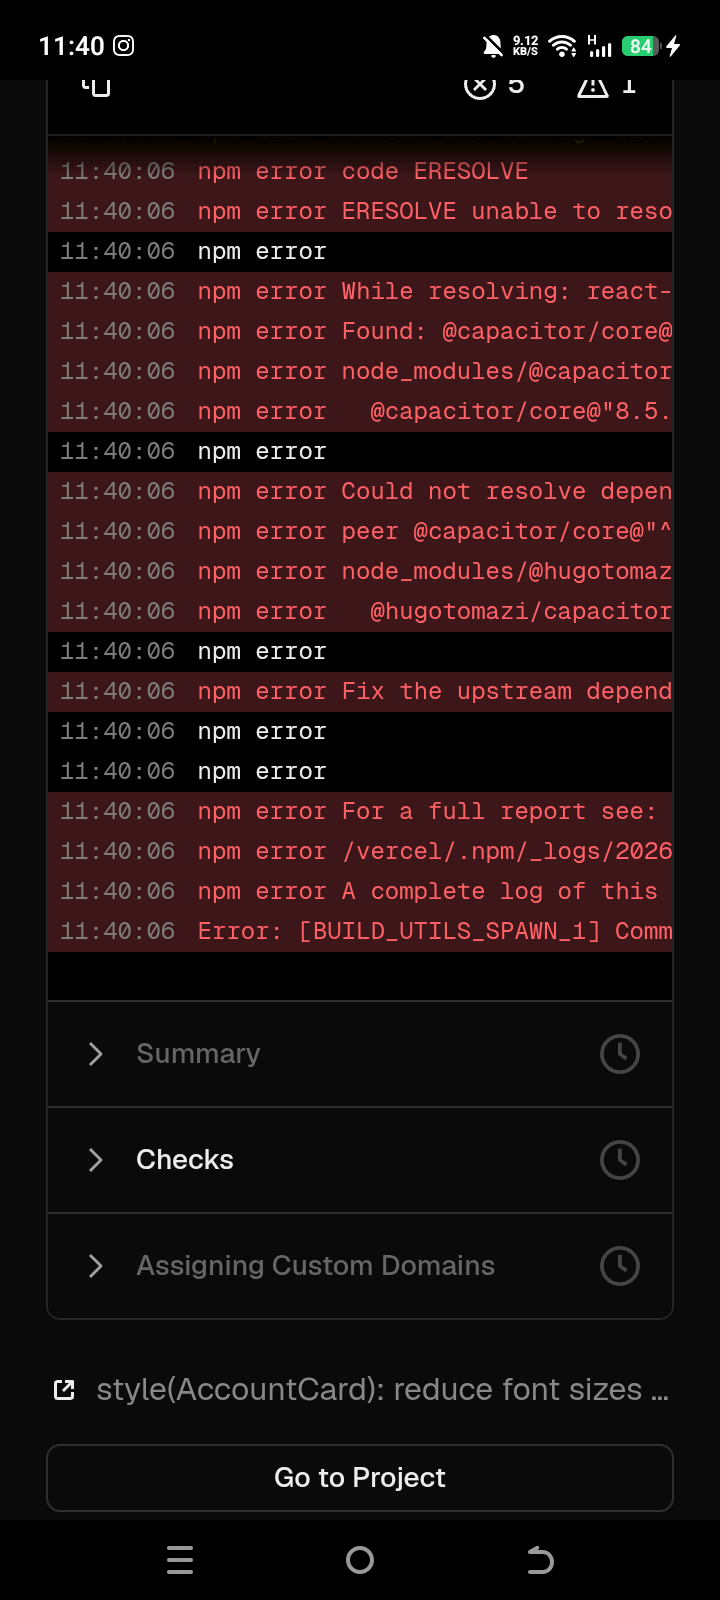 11:40
9.12
KB/S
H
84
5
1
11:40:06 npm error code ERESOLVE
11:40:06 npm error ERESOLVE unable to reso
11:40:06 npm error
11:40:06 npm error While resolving: react-
11:40:06 npm error Found: @capacitor/core@
11:40:06 npm error node_modules/@capacitor
11:40:06 npm error   @capacitor/core@"8.5.
11:40:06 npm error
11:40:06 npm error Could not resolve depen
11:40:06 npm error peer @capacitor/core@"^
11:40:06 npm error node_modules/@hugotomaz
11:40:06 npm error   @hugotomazi/capacitor
11:40:06 npm error
11:40:06 npm error Fix the upstream depend
11:40:06 npm error
11:40:06 npm error
11:40:06 npm error For a full report see:
11:40:06 npm error /vercel/.npm/_logs/2026
11:40:06 npm error A complete log of this
11:40:06 Error: [BUILD_UTILS_SPAWN_1] Comm
Summary
Checks
Assigning Custom Domains
style(AccountCard): reduce font sizes ...
Go to Project